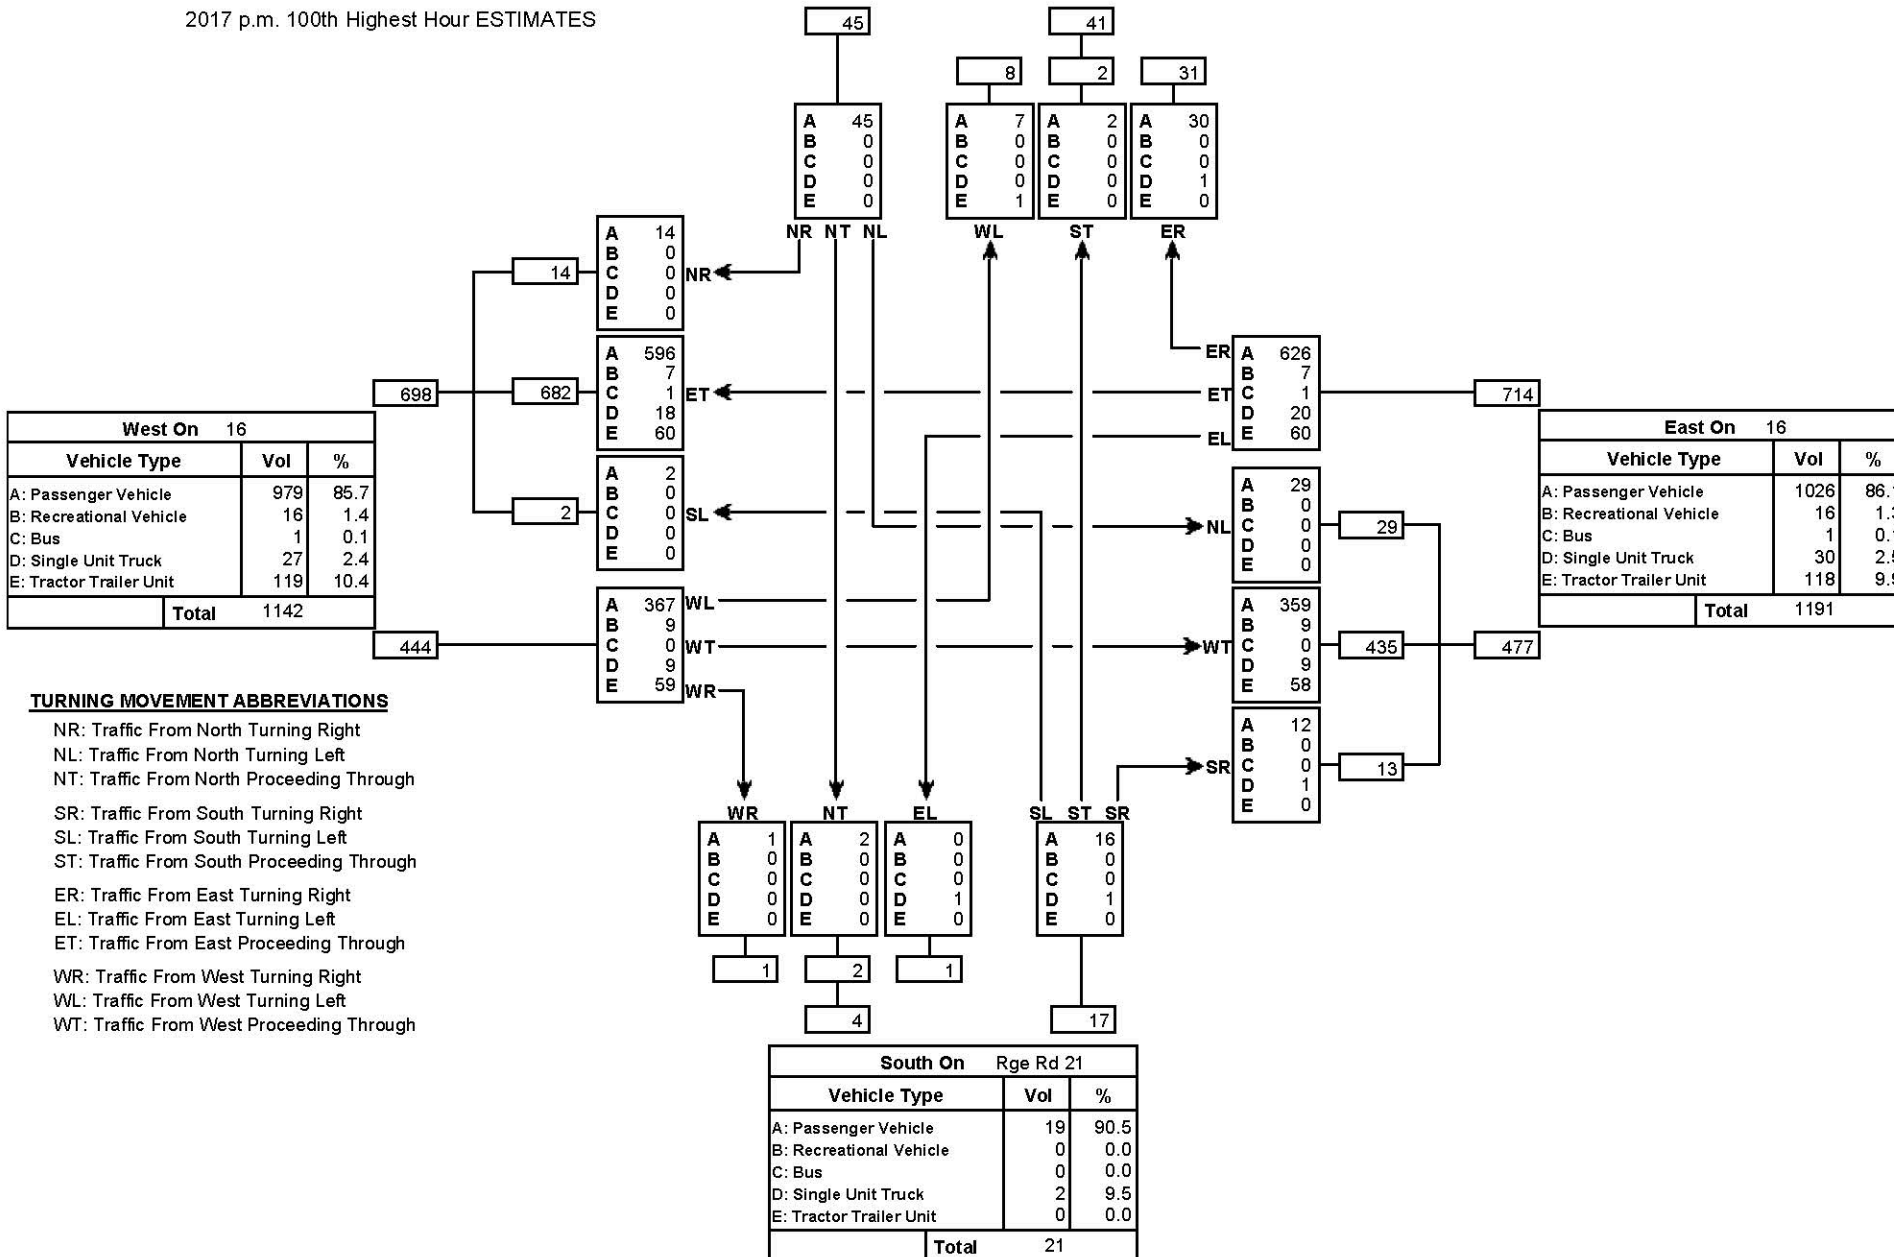 2017 p.m. 100th Highest Hour ESTIMATES
45
41
8
2
31
A 45
B 0
C 0
D 0
E 0
A 7
B 0
C 0
D 0
E 1
A 2
B 0
C 0
D 0
E 0
A 30
B 0
C 0
D 1
E 0
NR NT NL
WL
ST
ER
14
A 14
B 0
C 0
D 0
E 0
NR
698
682
A 596
B 7
C 1
D 18
E 60
ET
2
A 2
B 0
C 0
D 0
E 0
SL
444
A 367
B 9
C 0
D 9
E 59
WL
WT
WR
ER
ET
EL
A 626
B 7
C 1
D 20
E 60
714
NL
A 29
B 0
C 0
D 0
E 0
29
WT
A 359
B 9
C 0
D 9
E 58
435
477
SR
A 12
B 0
C 0
D 1
E 0
13
West On 16
Vehicle Type Vol %
A: Passenger Vehicle 979 85.7
B: Recreational Vehicle 16 1.4
C: Bus 1 0.1
D: Single Unit Truck 27 2.4
E: Tractor Trailer Unit 119 10.4
Total 1142
East On 16
Vehicle Type Vol %
A: Passenger Vehicle 1026 86.
B: Recreational Vehicle 16 1.
C: Bus 1 0.
D: Single Unit Truck 30 2.
E: Tractor Trailer Unit 118 9.
Total 1191
TURNING MOVEMENT ABBREVIATIONS
NR: Traffic From North Turning Right
NL: Traffic From North Turning Left
NT: Traffic From North Proceeding Through
SR: Traffic From South Turning Right
SL: Traffic From South Turning Left
ST: Traffic From South Proceeding Through
ER: Traffic From East Turning Right
EL: Traffic From East Turning Left
ET: Traffic From East Proceeding Through
WR: Traffic From West Turning Right
WL: Traffic From West Turning Left
WT: Traffic From West Proceeding Through
WR
NT
EL
SL ST SR
A 1
B 0
C 0
D 0
E 0
A 2
B 0
C 0
D 0
E 0
A 0
B 0
C 0
D 1
E 0
A 16
B 0
C 0
D 1
E 0
1
2
1
4
17
South On Rge Rd 21
Vehicle Type Vol %
A: Passenger Vehicle 19 90.5
B: Recreational Vehicle 0 0.0
C: Bus 0 0.0
D: Single Unit Truck 2 9.5
E: Tractor Trailer Unit 0 0.0
Total 21